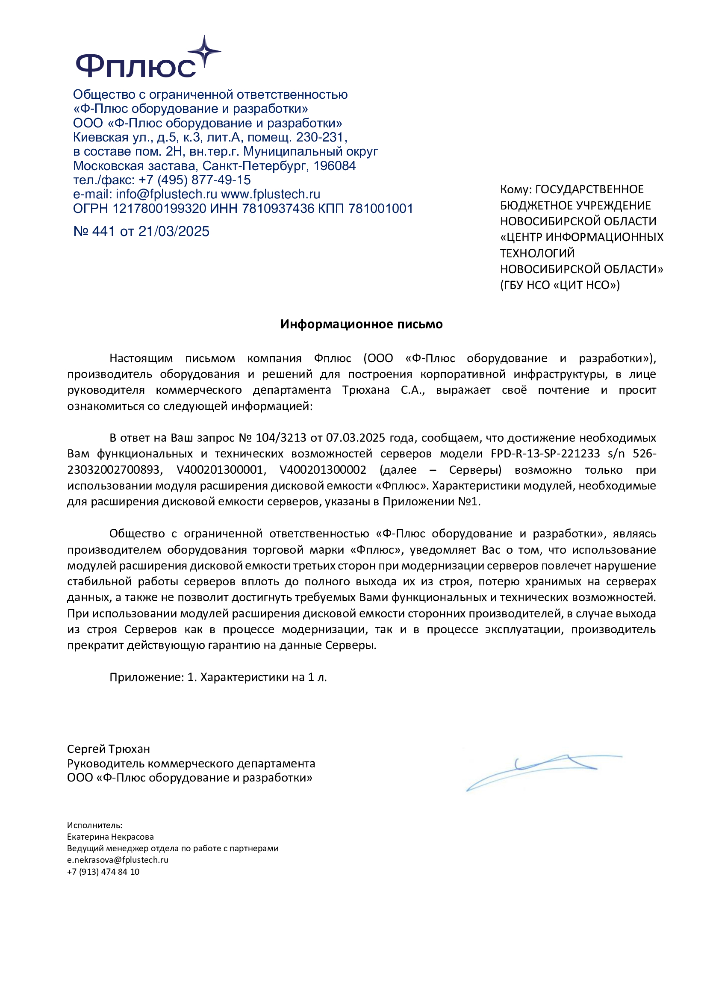 Фплюс
Общество с ограниченной ответственностью
«Ф-Плюс оборудование и разработки»
ООО «Ф-Плюс оборудование и разработки»
Киевская ул., д.5, к.3, лит.А, помещ. 230-231,
в составе пом. 2Н, вн.тер.г. Муниципальный округ
Московская застава, Санкт-Петербург, 196084
тел./факс: +7 (495) 877-49-15
e-mail: info@fplustech.ru www.fplustech.ru
ОГРН 1217800199320 ИНН 7810937436 КПП 781001001
№ 441 от 21/03/2025
Кому: ГОСУДАРСТВЕННОЕ
БЮДЖЕТНОЕ УЧРЕЖДЕНИЕ
НОВОСИБИРСКОЙ ОБЛАСТИ
«ЦЕНТР ИНФОРМАЦИОННЫХ
ТЕХНОЛОГИЙ
НОВОСИБИРСКОЙ ОБЛАСТИ»
(ГБУ НСО «ЦИТ НСО»)
Информационное письмо
Настоящим письмом компания Фплюс (ООО «Ф-Плюс оборудование и разработки»),
производитель оборудования и решений для построения корпоративной инфраструктуры, в лице
руководителя коммерческого департамента Трюхана С.А., выражает своё почтение и просит
ознакомиться со следующей информацией:
В ответ на Ваш запрос № 104/3213 от 07.03.2025 года, сообщаем, что достижение необходимых
Вам функциональных и технических возможностей серверов модели FPD-R-13-SP-221233 s/n 526-
23032002700893, V400201300001, V400201300002 (далее – Серверы) возможно только при
использовании модуля расширения дисковой емкости «Фплюс». Характеристики модулей, необходимые
для расширения дисковой емкости серверов, указаны в Приложении №1.
Общество с ограниченной ответственностью «Ф-Плюс оборудование и разработки», являясь
производителем оборудования торговой марки «Фплюс», уведомляет Вас о том, что использование
модулей расширения дисковой емкости третьих сторон при модернизации серверов повлечет нарушение
стабильной работы серверов вплоть до полного выхода их из строя, потерю хранимых на серверах
данных, а также не позволит достигнуть требуемых Вами функциональных и технических возможностей.
При использовании модулей расширения дисковой емкости сторонних производителей, в случае выхода
из строя Серверов как в процессе модернизации, так и в процессе эксплуатации, производитель
прекратит действующую гарантию на данные Серверы.
Приложение: 1. Характеристики на 1 л.
Сергей Трюхан
Руководитель коммерческого департамента
ООО «Ф-Плюс оборудование и разработки»
Исполнитель:
Екатерина Некрасова
Ведущий менеджер отдела по работе с партнерами
e.nekrasova@fplustech.ru
+7 (913) 474 84 10